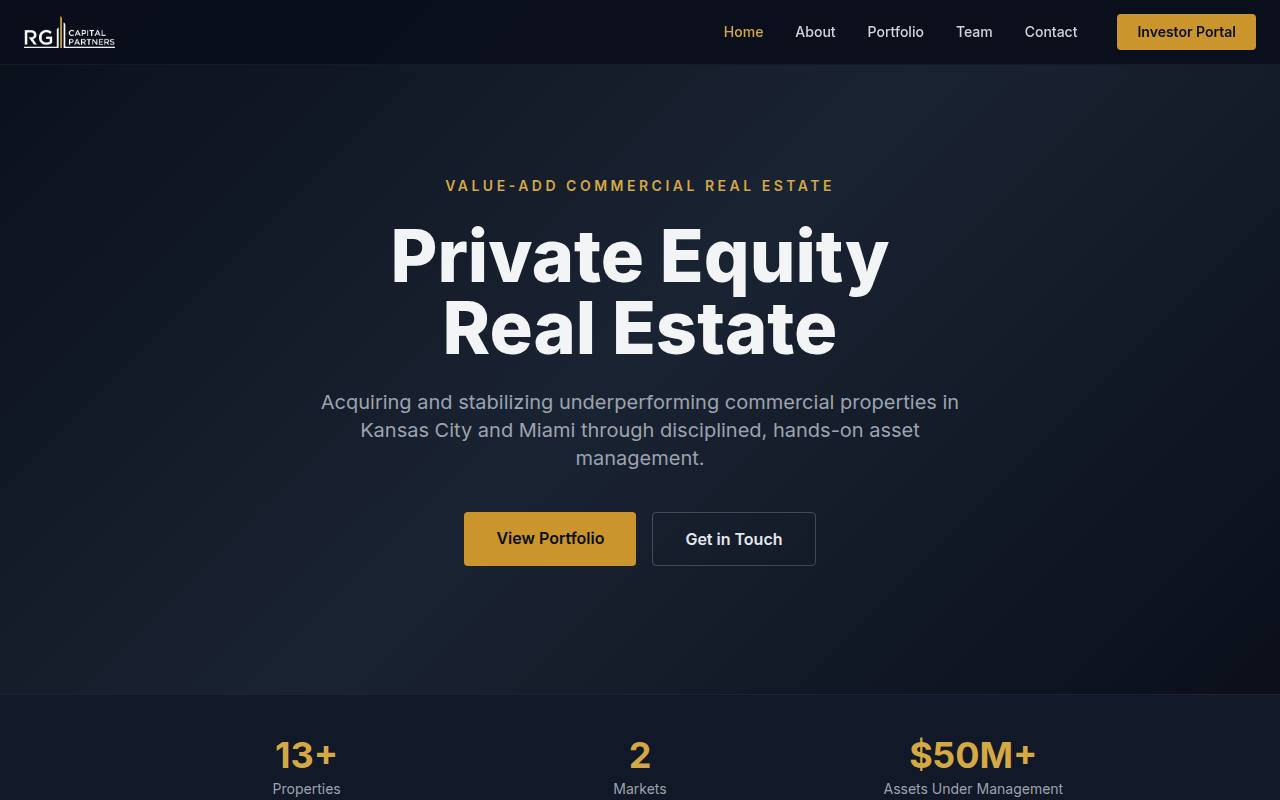 RG CAPITAL PARTNERS
Home About Portfolio Team Contact Investor Portal
VALUE-ADD COMMERCIAL REAL ESTATE
Private Equity
Real Estate
Acquiring and stabilizing underperforming commercial properties in
Kansas City and Miami through disciplined, hands-on asset
management.
View Portfolio Get in Touch
13+ 2 $50M+
Properties Markets Assets Under Management